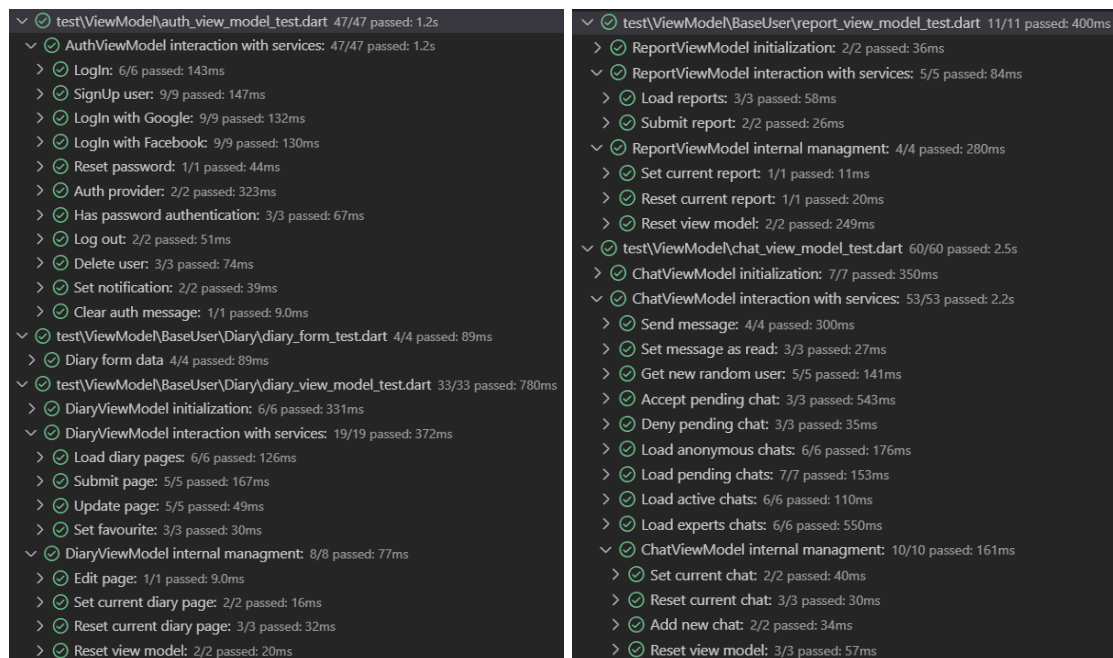 test\ViewModel\auth_view_model_test.dart 47/47 passed: 1.2s
AuthViewModel interaction with services: 47/47 passed: 1.2s
LogIn: 6/6 passed: 143ms
SignUp user: 9/9 passed: 147ms
LogIn with Google: 9/9 passed: 132ms
LogIn with Facebook: 9/9 passed: 130ms
Reset password: 1/1 passed: 44ms
Auth provider: 2/2 passed: 323ms
Has password authentication: 3/3 passed: 67ms
Log out: 2/2 passed: 51ms
Delete user: 3/3 passed: 74ms
Set notification: 2/2 passed: 39ms
Clear auth message: 1/1 passed: 9.0ms
test\ViewModel\BaseUser\Diary\diary_form_test.dart 4/4 passed: 89ms
Diary form data 4/4 passed: 89ms
test\ViewModel\BaseUser\Diary\diary_view_model_test.dart 33/33 passed: 780ms
DiaryViewModel initialization: 6/6 passed: 331ms
DiaryViewModel interaction with services: 19/19 passed: 372ms
Load diary pages: 6/6 passed: 126ms
Submit page: 5/5 passed: 167ms
Update page: 5/5 passed: 49ms
Set favourite: 3/3 passed: 30ms
DiaryViewModel internal managment: 8/8 passed: 77ms
Edit page: 1/1 passed: 9.0ms
Set current diary page: 2/2 passed: 16ms
Reset current diary page: 3/3 passed: 32ms
Reset view model: 2/2 passed: 20ms
test\ViewModel\BaseUser\report_view_model_test.dart 11/11 passed: 400ms
ReportViewModel initialization: 2/2 passed: 36ms
ReportViewModel interaction with services: 5/5 passed: 84ms
Load reports: 3/3 passed: 58ms
Submit report: 2/2 passed: 26ms
ReportViewModel internal managment: 4/4 passed: 280ms
Set current report: 1/1 passed: 11ms
Reset current report: 1/1 passed: 20ms
Reset view model: 2/2 passed: 249ms
test\ViewModel\chat_view_model_test.dart 60/60 passed: 2.5s
ChatViewModel initialization: 7/7 passed: 350ms
ChatViewModel interaction with services: 53/53 passed: 2.2s
Send message: 4/4 passed: 300ms
Set message as read: 3/3 passed: 27ms
Get new random user: 5/5 passed: 141ms
Accept pending chat: 3/3 passed: 543ms
Deny pending chat: 3/3 passed: 35ms
Load anonymous chats: 6/6 passed: 176ms
Load pending chats: 7/7 passed: 153ms
Load active chats: 6/6 passed: 110ms
Load experts chats: 6/6 passed: 550ms
ChatViewModel internal managment: 10/10 passed: 161ms
Set current chat: 2/2 passed: 40ms
Reset current chat: 3/3 passed: 30ms
Add new chat: 2/2 passed: 34ms
Reset view model: 3/3 passed: 57ms